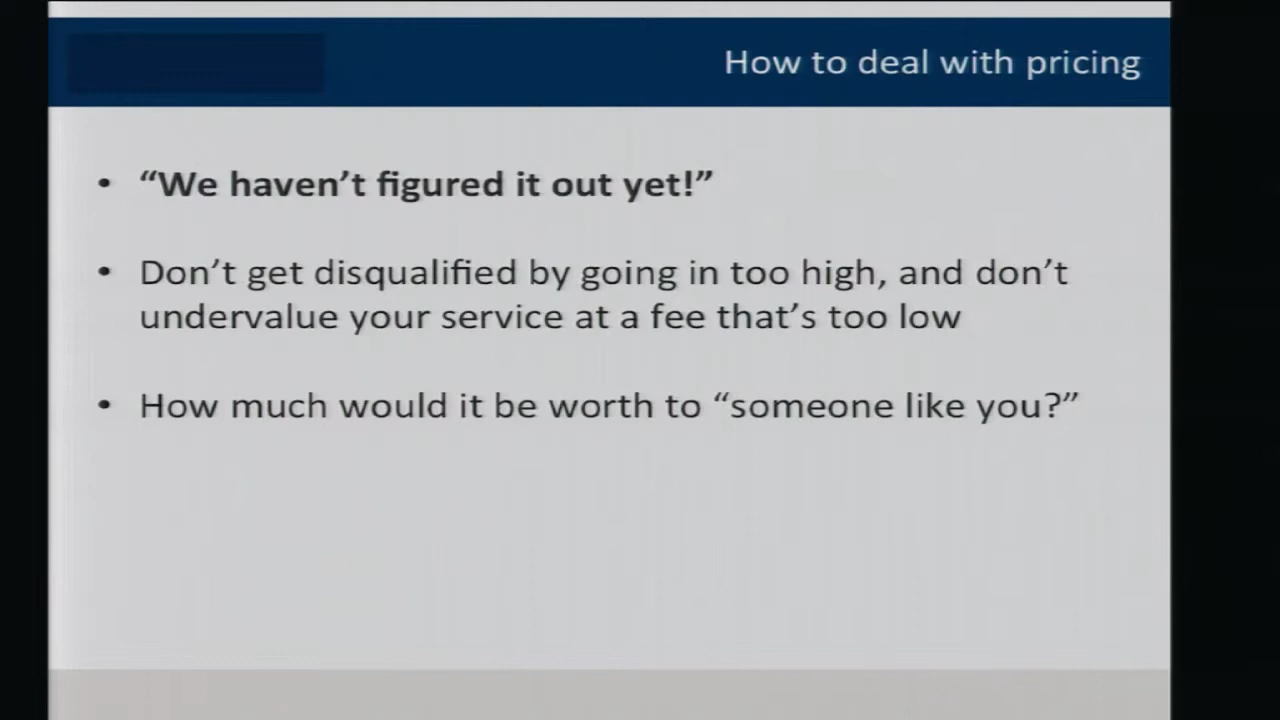 How to deal with pricing
• “We haven’t figured it out yet!”
• Don’t get disqualified by going in too high, and don’t
undervalue your service at a fee that’s too low
• How much would it be worth to “someone like you?”